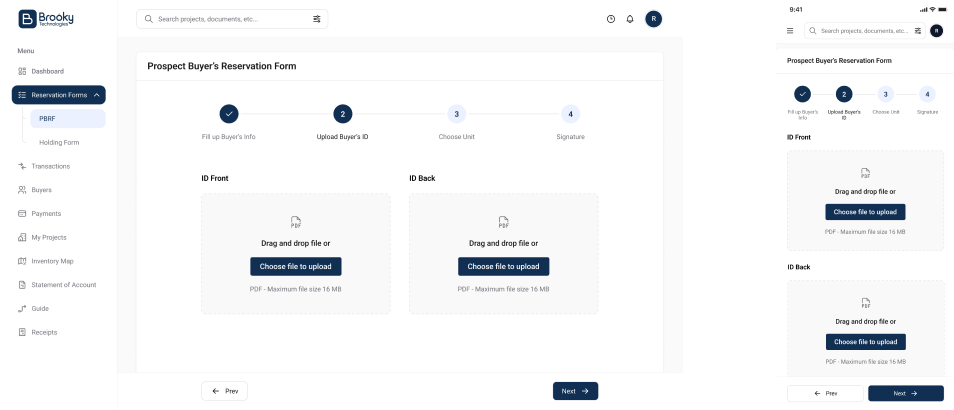 Brooky
Technologies
Menu
Dashboard
Reservation Forms
PBRF
Holding Form
Transactions
Buyers
Payments
My Projects
Inventory Map
Statement of Account
Guide
Receipts
Search projects, documents, etc...
R
Prospect Buyer's Reservation Form
2 3 4
Fill up Buyer's Info Upload Buyer's ID Choose Unit Signature
ID Front ID Back
PDF PDF
Drag and drop file or Drag and drop file or
Choose file to upload Choose file to upload
PDF - Maximum file size 16 MB PDF - Maximum file size 16 MB
Prev Next
9:41
Search projects, documents, etc...
R
Prospect Buyer's Reservation Form
2 3 4
Fill up Buyer's Upload Buyer's Choose Unit Signature
Info ID
ID Front
PDF
Drag and drop file or
Choose file to upload
PDF - Maximum file size 16 MB
ID Back
PDF
Drag and drop file or
Choose file to upload
PDF - Maximum file size 16 MB
Prev Next